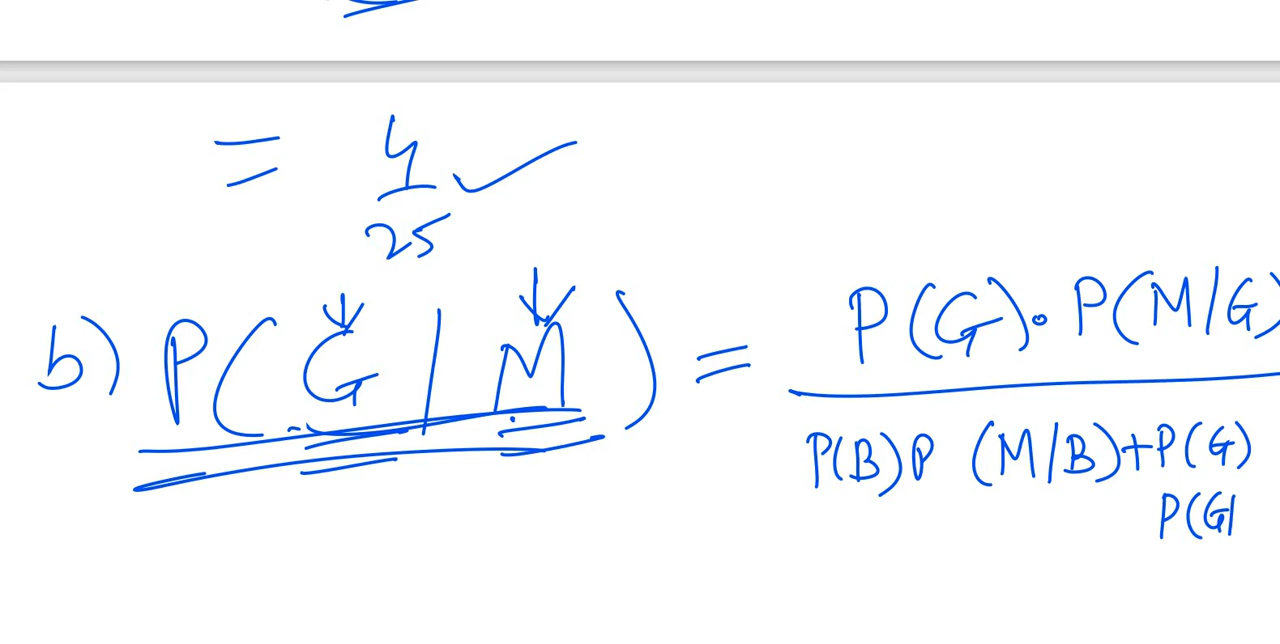 = 4/25
b) P(G/M) = P(G).P(M/G)
P(B)P (M/B)+P(G)
P(G|